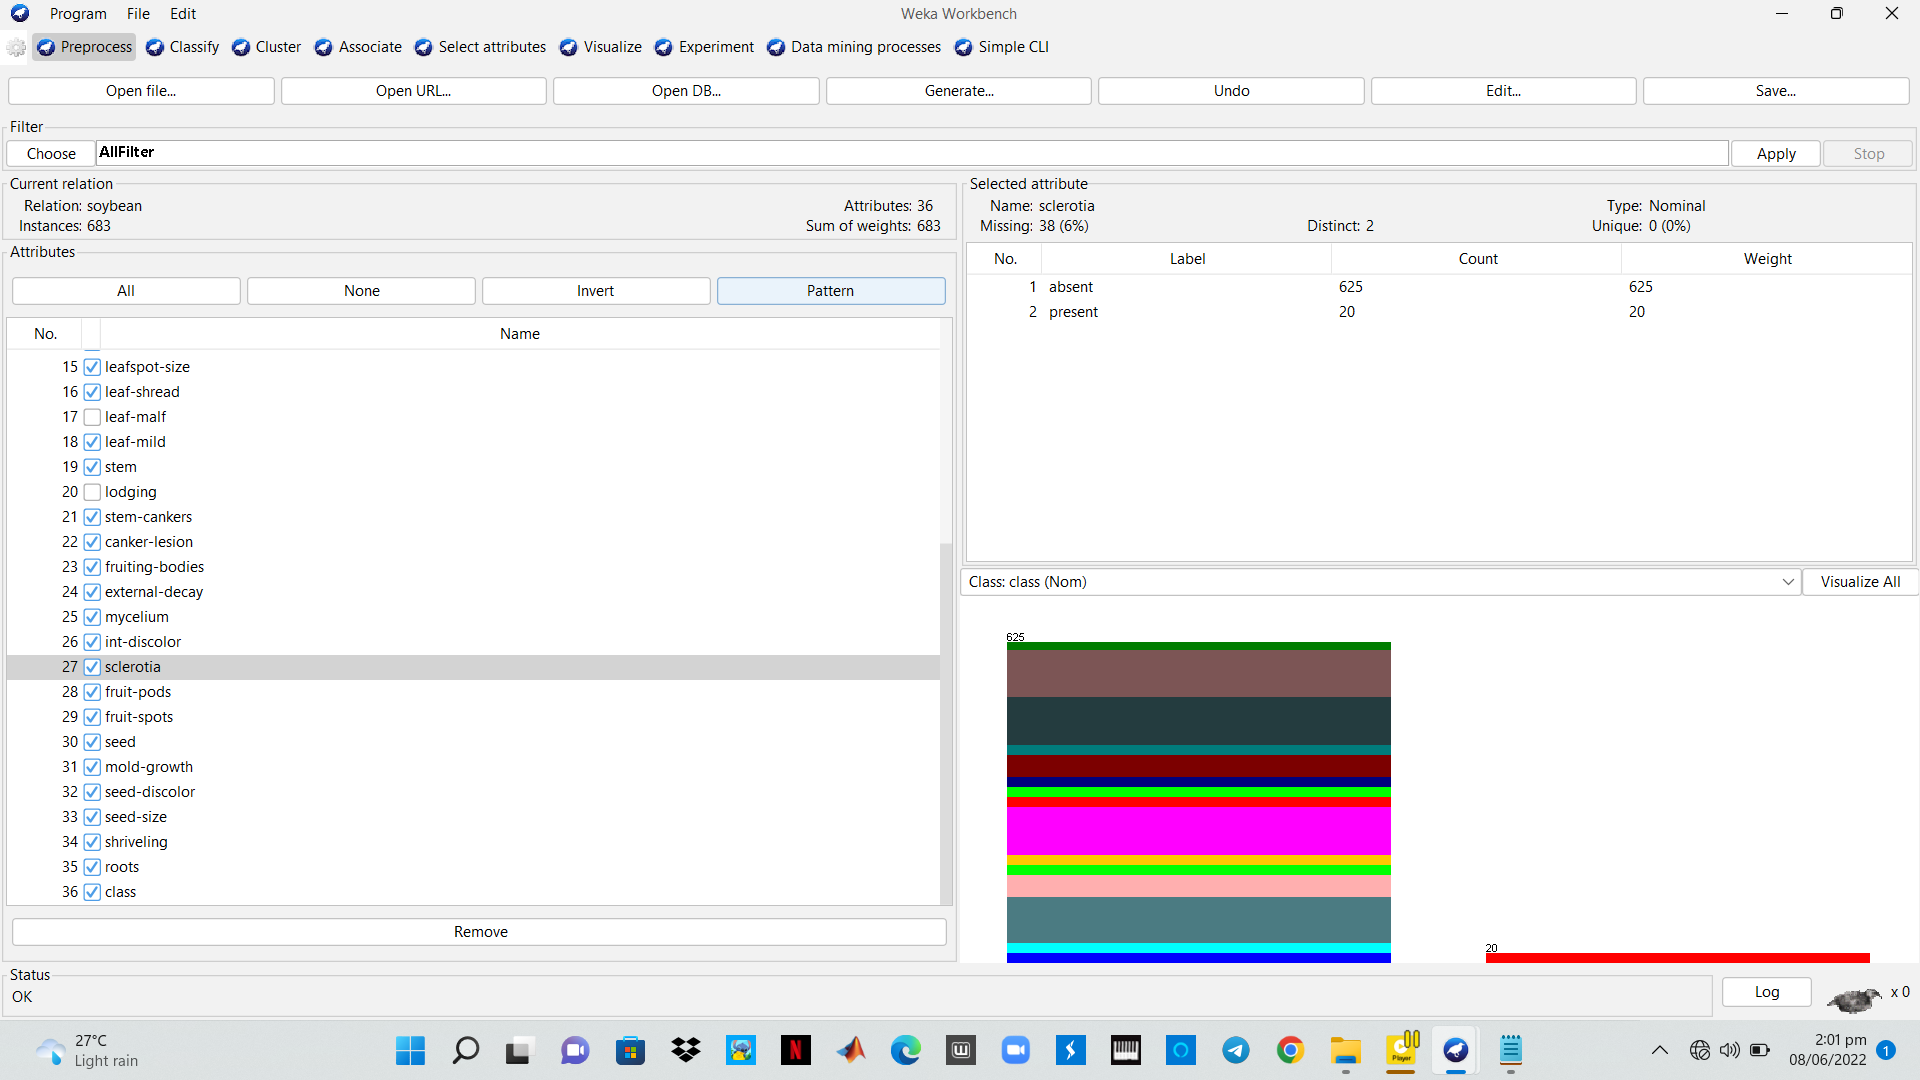 Program File Edit Weka Workbench
Preprocess Classify Cluster Associate Select attributes Visualize Experiment Data mining processes Simple CLI
Open file... Open URL... Open DB... Generate... Undo Edit... Save...
Filter
Choose AllFilter Apply Stop
Current relation
Relation: soybean Attributes: 36
Instances: 683 Sum of weights: 683
Attributes
All None Invert Pattern
No. Name
15 leafspot-size
16 leaf-shread
17 leaf-malf
18 leaf-mild
19 stem
20 lodging
21 stem-cankers
22 canker-lesion
23 fruiting-bodies
24 external-decay
25 mycelium
26 int-discolor
27 sclerotia
28 fruit-pods
29 fruit-spots
30 seed
31 mold-growth
32 seed-discolor
33 seed-size
34 shriveling
35 roots
36 class
Remove
Selected attribute
Name: sclerotia Type: Nominal
Missing: 38 (6%) Distinct: 2 Unique: 0 (0%)
No. Label Count Weight
1 absent 625 625
2 present 20 20
Class: class (Nom) Visualize All
625
20
Status
OK
Log x 0
27°C
Light rain
Player
2:01 pm
08/06/2022
1